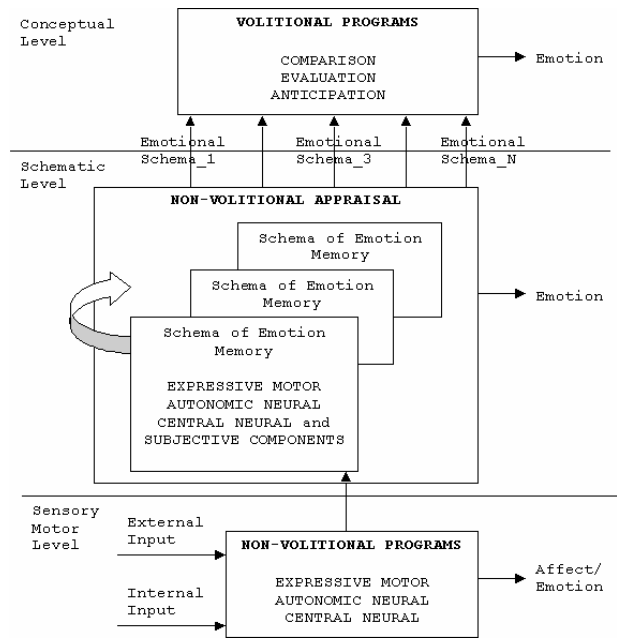 Conceptual
Level
VOLITIONAL PROGRAMS
COMPARISON
EVALUATION
ANTICIPATION
Emotion
Emotional
Schema_1
Emotional
Schema_3
Emotional
Schema_N
Schematic
Level
NON-VOLITIONAL APPRAISAL
Schema of Emotion
Memory
Schema of Emotion
Memory
Schema of Emotion
Memory
EXPRESSIVE MOTOR
AUTONOMIC NEURAL
CENTRAL NEURAL and
SUBJECTIVE COMPONENTS
Emotion
Sensory
Motor
Level
External
Input
Internal
Input
NON-VOLITIONAL PROGRAMS
EXPRESSIVE MOTOR
AUTONOMIC NEURAL
CENTRAL NEURAL
Affect/
Emotion